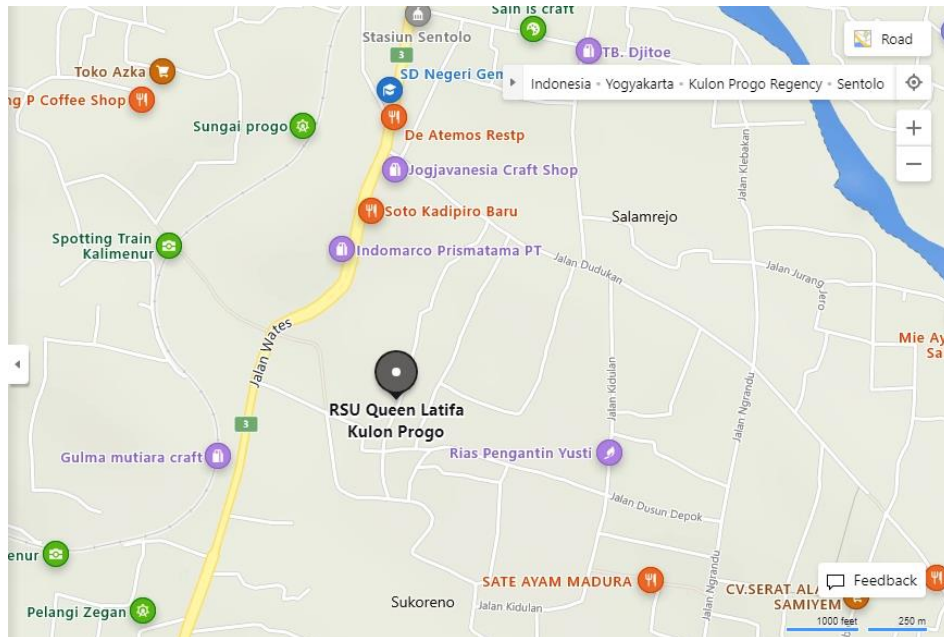 Sain is craft
Road
Stasiun Sentolo
3
TB. Djitoe
Toko Azka
SD Negeri Gen
Indonesia · Yogyakarta · Kulon Progo Regency · Sentolo
ng P Coffee Shop
Sungai progo
De Atemos Restp
Jogjavanesia Craft Shop
Jalan Klebakan
Soto Kadipiro Baru
Salamrejo
Spotting Train
Kalimenur
Indomarco Prismatama PT
Jalan Dudukan
Jalan Jurang
Jero
Jalan Wates
Mie Ay
Sa
RSU Queen Latifa
Kulon Progo
Jalan Kidulan
Jalan Ngrandu
3
Gulma mutiara craft
Rias Pengantin Yusti
Jalan Dusun Depok
enur
SATE AYAM MADURA
Jalan Ngrandu
Feedback
CV.SERAT ALA
SAMIYEM
Pelangi Zegan
Sukoreno
Jalan Kidulan
1000 feet
250 m